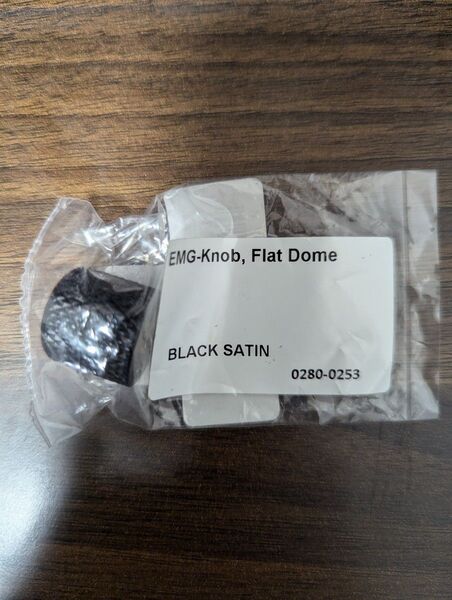 EMG-Knob, Flat Dome
BLACK SATIN
0280-0253